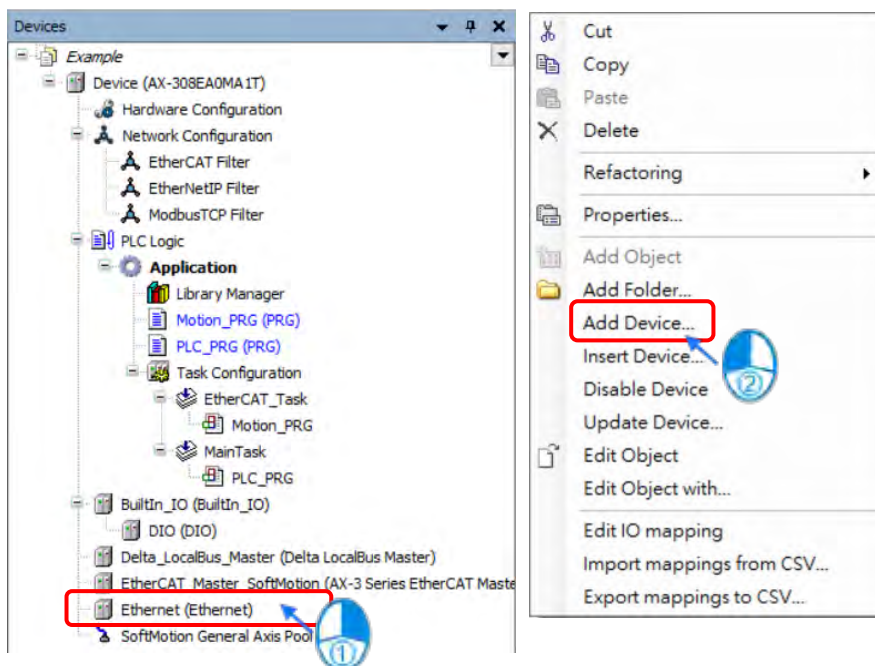 Devices
Example
Device (AX-308EA0MA1T)
Hardware Configuration
Network Configuration
EtherCAT Filter
EtherNetIP Filter
ModbusTCP Filter
PLC Logic
Application
Library Manager
Motion_PRG (PRG)
PLC_PRG (PRG)
Task Configuration
EtherCAT_Task
Motion_PRG
MainTask
PLC_PRG
BuiltIn_IO (BuiltIn_IO)
DIO (DIO)
Delta_LocalBus_Master (Delta LocalBus Master)
EtherCAT_Master_SoftMotion (AX-3 Series EtherCAT Maste
Ethernet (Ethernet)
SoftMotion General Axis Pool
①
Cut
Copy
Paste
Delete
Refactoring
Properties...
Add Object
Add Folder...
Add Device...
Insert Device...
②
Disable Device
Update Device...
Edit Object
Edit Object with...
Edit IO mapping
Import mappings from CSV...
Export mappings to CSV...